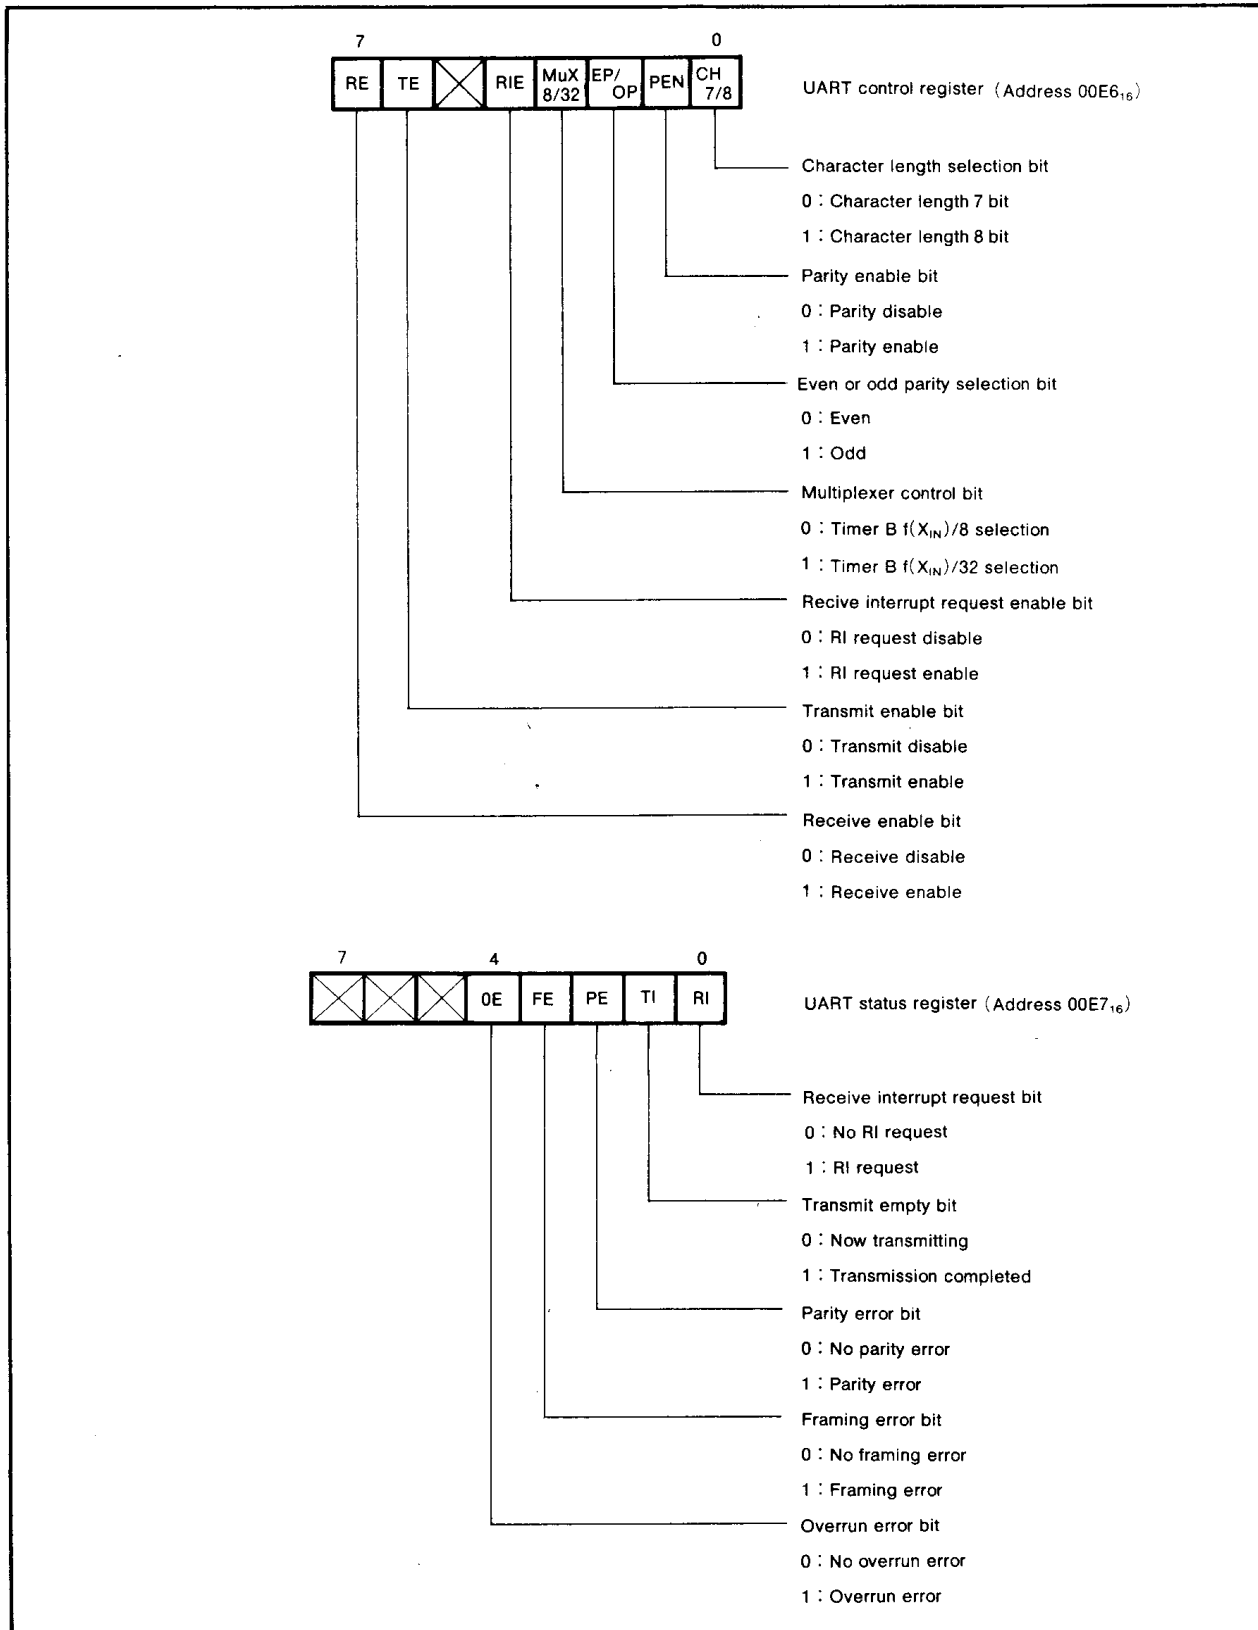 7 0
RE TE RIE MuX 8/32 EP/OP PEN CH 7/8
UART control register (Address 00E6₁₆)
Character length selection bit
0 : Character length 7 bit
1 : Character length 8 bit
Parity enable bit
0 : Parity disable
1 : Parity enable
Even or odd parity selection bit
0 : Even
1 : Odd
Multiplexer control bit
0 : Timer B f(X_IN)/8 selection
1 : Timer B f(X_IN)/32 selection
Recive interrupt request enable bit
0 : RI request disable
1 : RI request enable
Transmit enable bit
0 : Transmit disable
1 : Transmit enable
Receive enable bit
0 : Receive disable
1 : Receive enable
7 4 0
0E FE PE TI RI
UART status register (Address 00E7₁₆)
Receive interrupt request bit
0 : No RI request
1 : RI request
Transmit empty bit
0 : Now transmitting
1 : Transmission completed
Parity error bit
0 : No parity error
1 : Parity error
Framing error bit
0 : No framing error
1 : Framing error
Overrun error bit
0 : No overrun error
1 : Overrun error